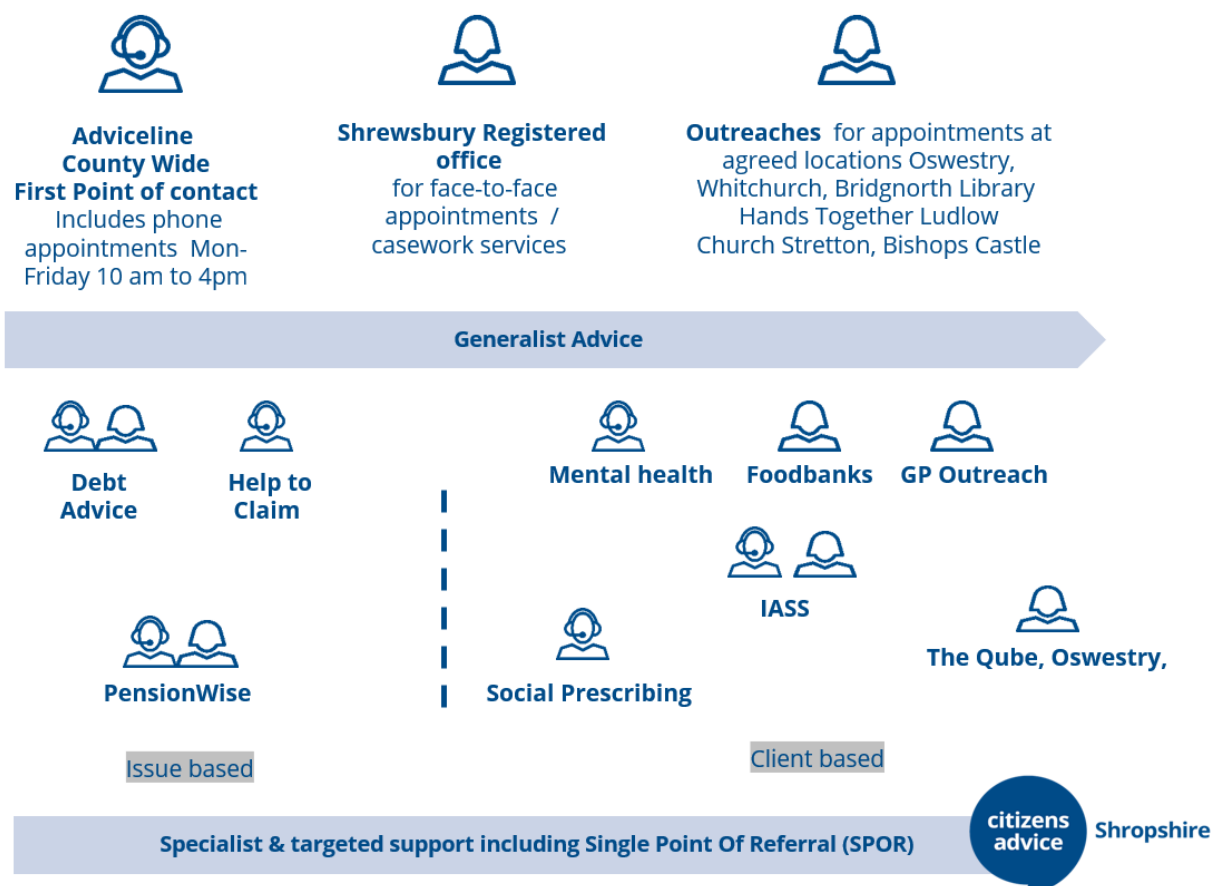 Adviceline
County Wide
First Point of contact
Includes phone
appointments Mon-
Friday 10 am to 4pm
Shrewsbury Registered
office
for face-to-face
appointments /
casework services
Outreaches for appointments at
agreed locations Oswestry,
Whitchurch, Bridgnorth Library
Hands Together Ludlow
Church Stretton, Bishops Castle
Generalist Advice
Debt
Advice
Help to
Claim
Mental health
Foodbanks
GP Outreach
IASS
The Qube, Oswestry,
PensionWise
Social Prescribing
Issue based
Client based
Specialist & targeted support including Single Point Of Referral (SPOR)
citizens
advice
Shropshire